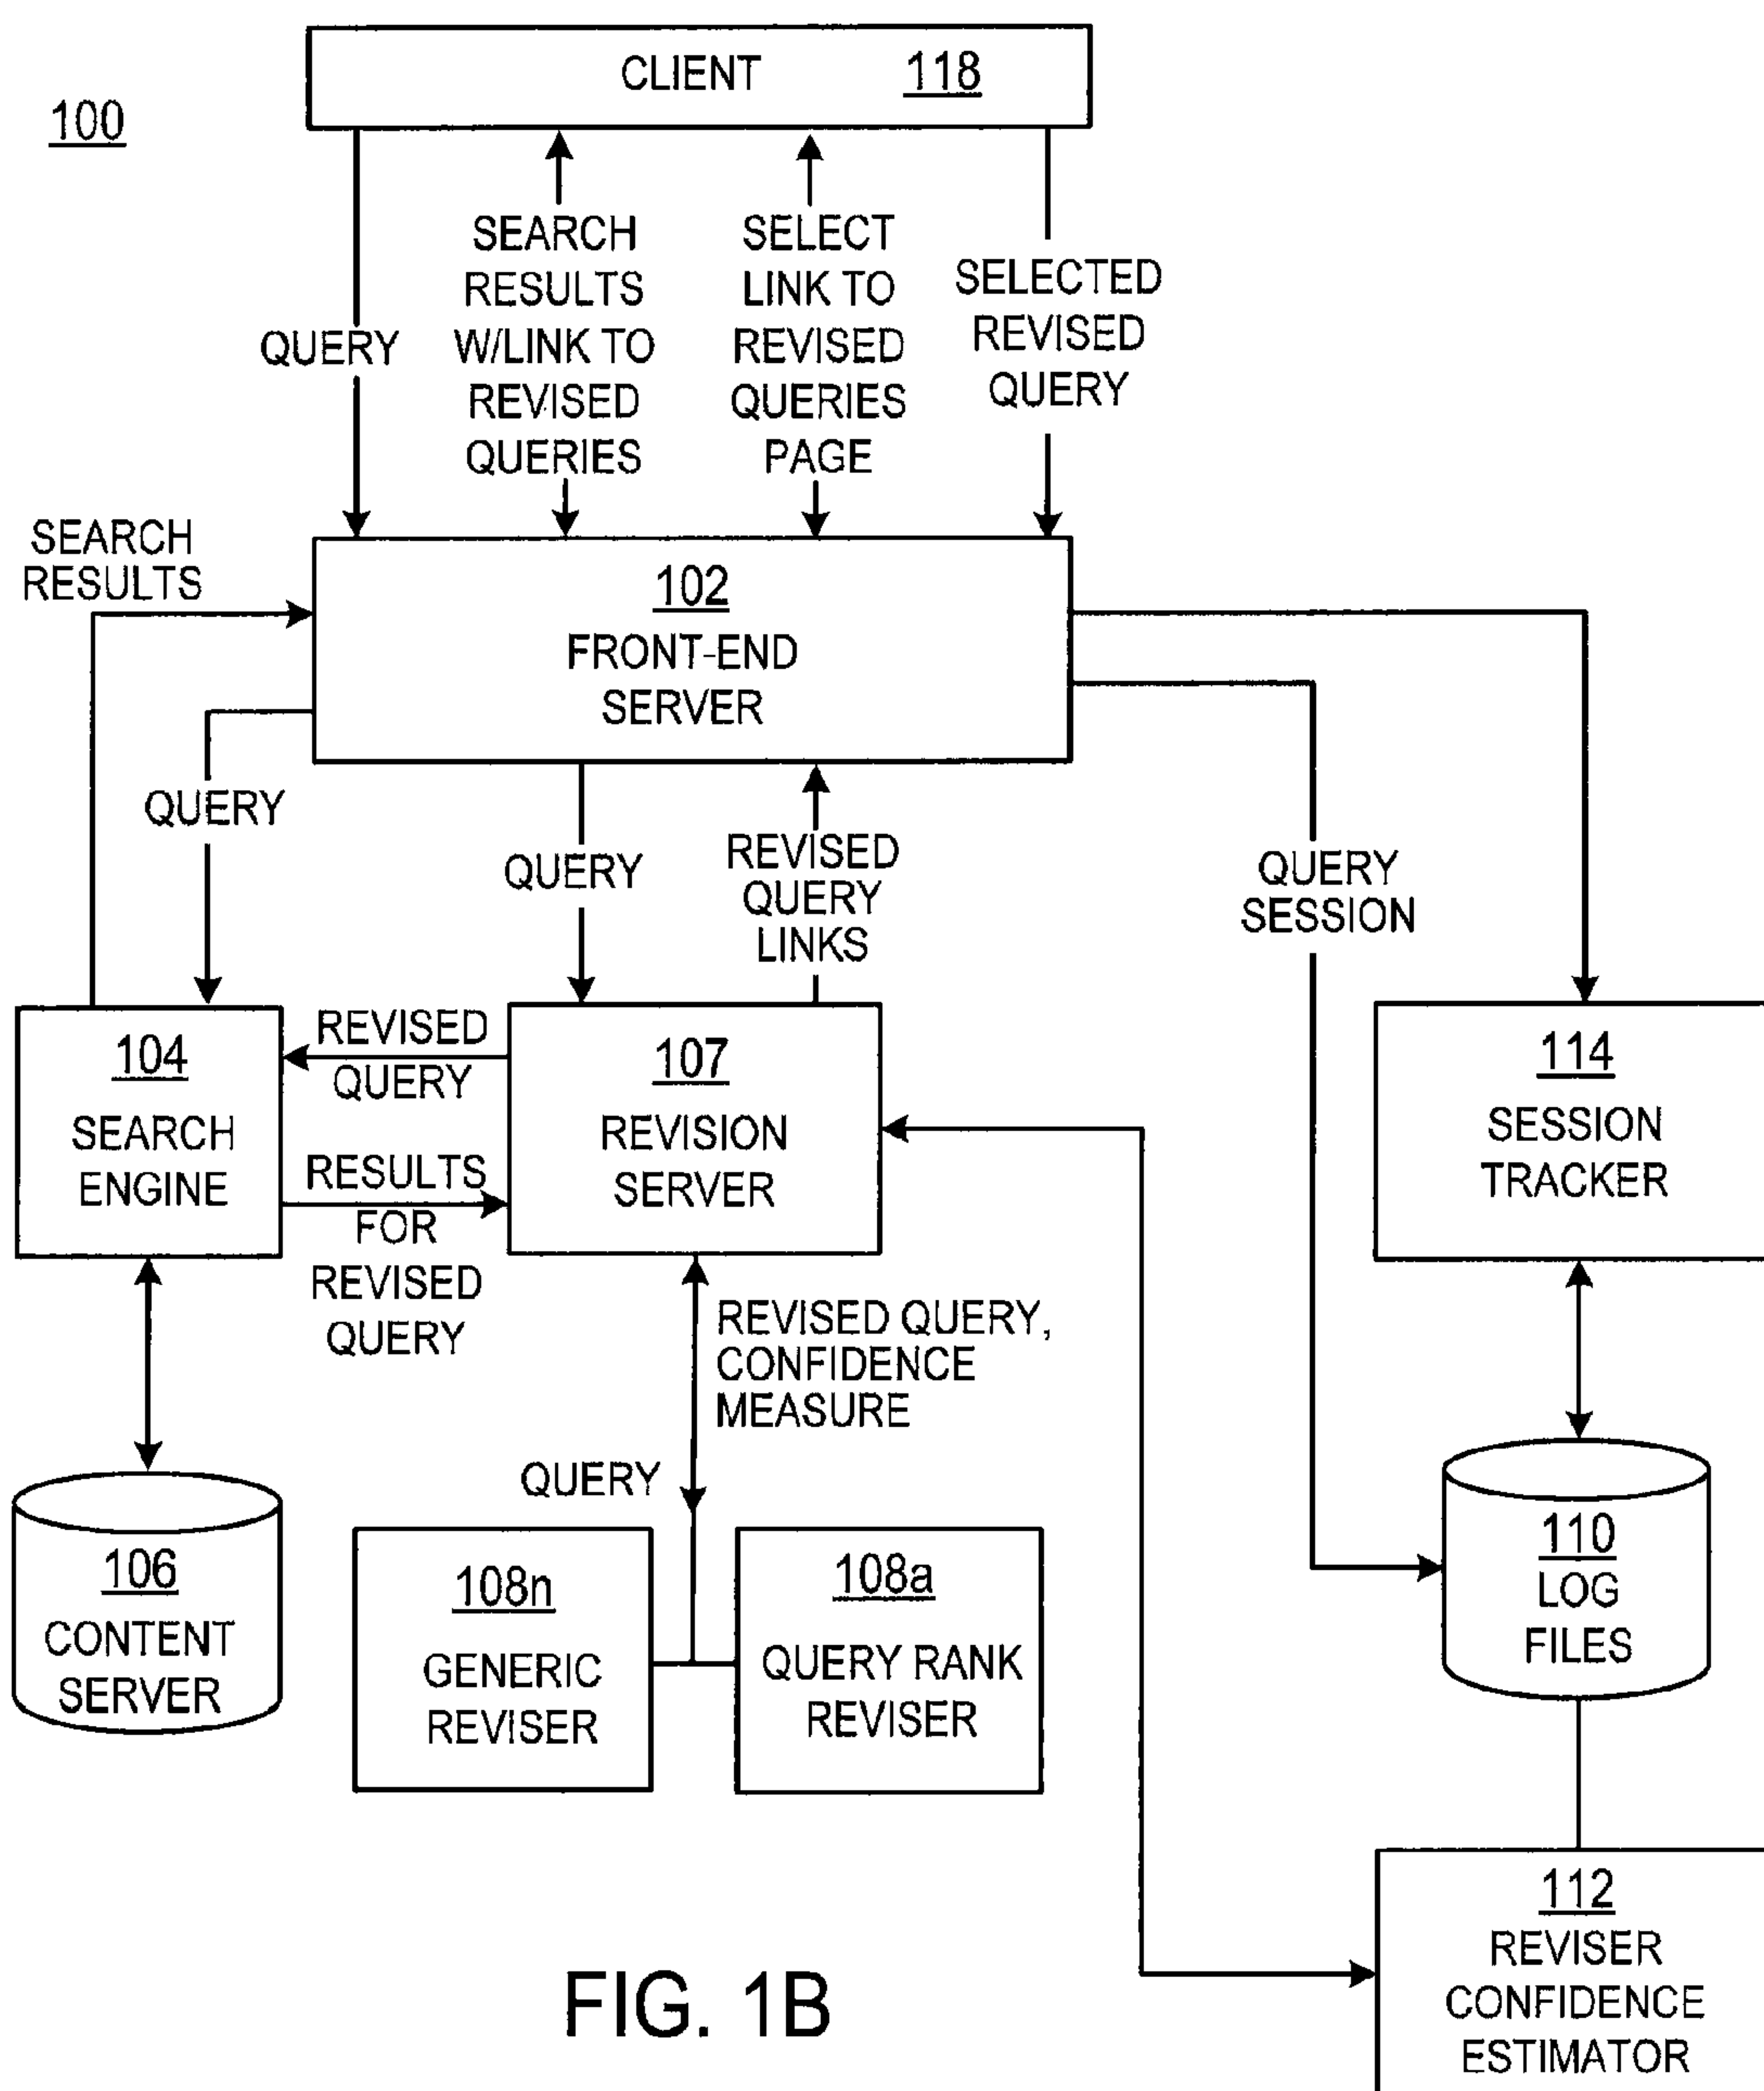 CLIENT 118
100
QUERY
SEARCH
RESULTS
W/LINK TO
REVISED
QUERIES
SELECT
LINK TO
REVISED
QUERIES
PAGE
SELECTED
REVISED
QUERY
SEARCH
RESULTS
102
FRONT-END
SERVER
QUERY
QUERY
REVISED
QUERY
LINKS
QUERY
SESSION
104
SEARCH
ENGINE
REVISED
QUERY
RESULTS
FOR
REVISED
QUERY
107
REVISION
SERVER
114
SESSION
TRACKER
REVISED QUERY,
CONFIDENCE
MEASURE
QUERY
106
CONTENT
SERVER
108n
GENERIC
REVISER
108a
QUERY RANK
REVISER
110
LOG
FILES
112
REVISER
CONFIDENCE
ESTIMATOR
FIG. 1B